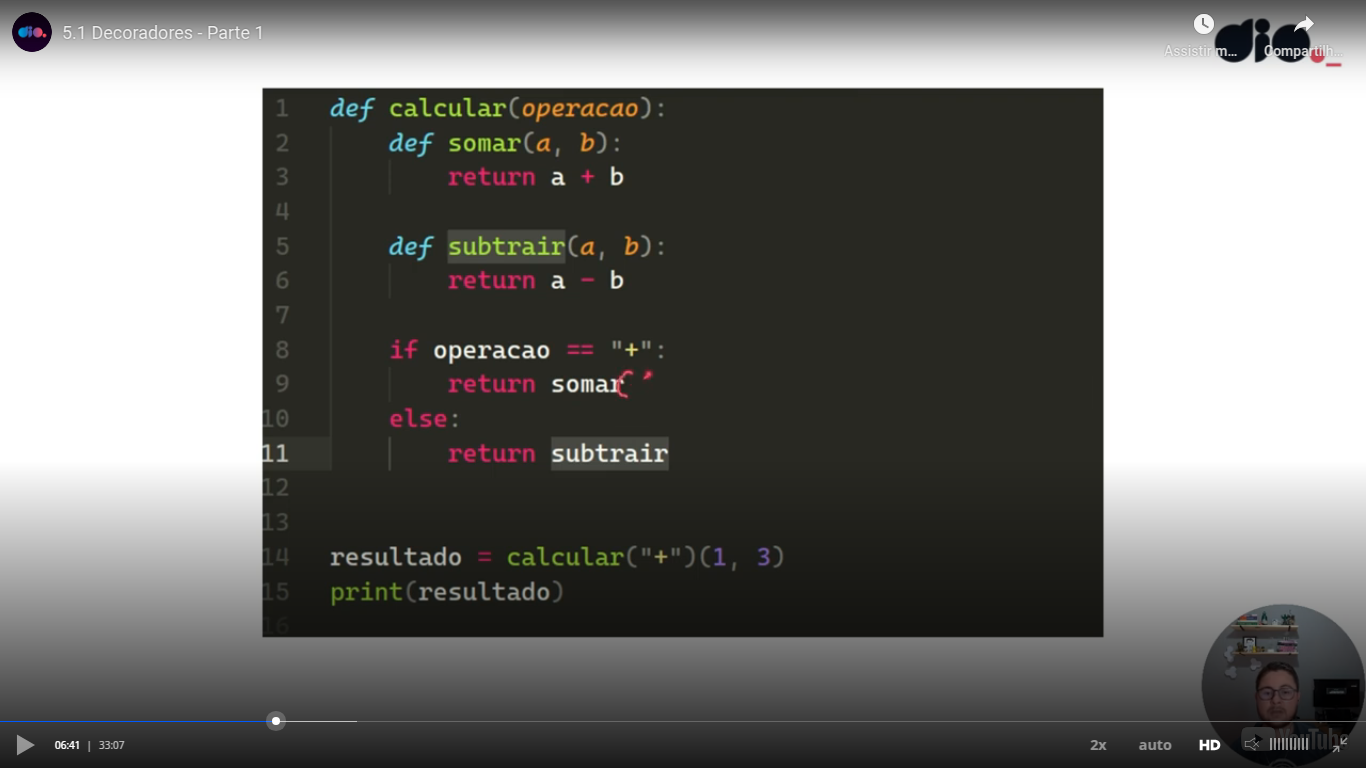 5.1 Decoradores - Parte 1
Assistir m...
Compartilh...
dio.
1 def calcular(operacao):
2 def somar(a, b):
3 return a + b
4
5 def subtrair(a, b):
6 return a - b
7
8 if operacao == "+":
9 return somar
10 else:
11 return subtrair
12
13
14 resultado = calcular("+")(1, 3)
15 print(resultado)
16
06:41 | 33:07
2x
auto
HD
YouTube